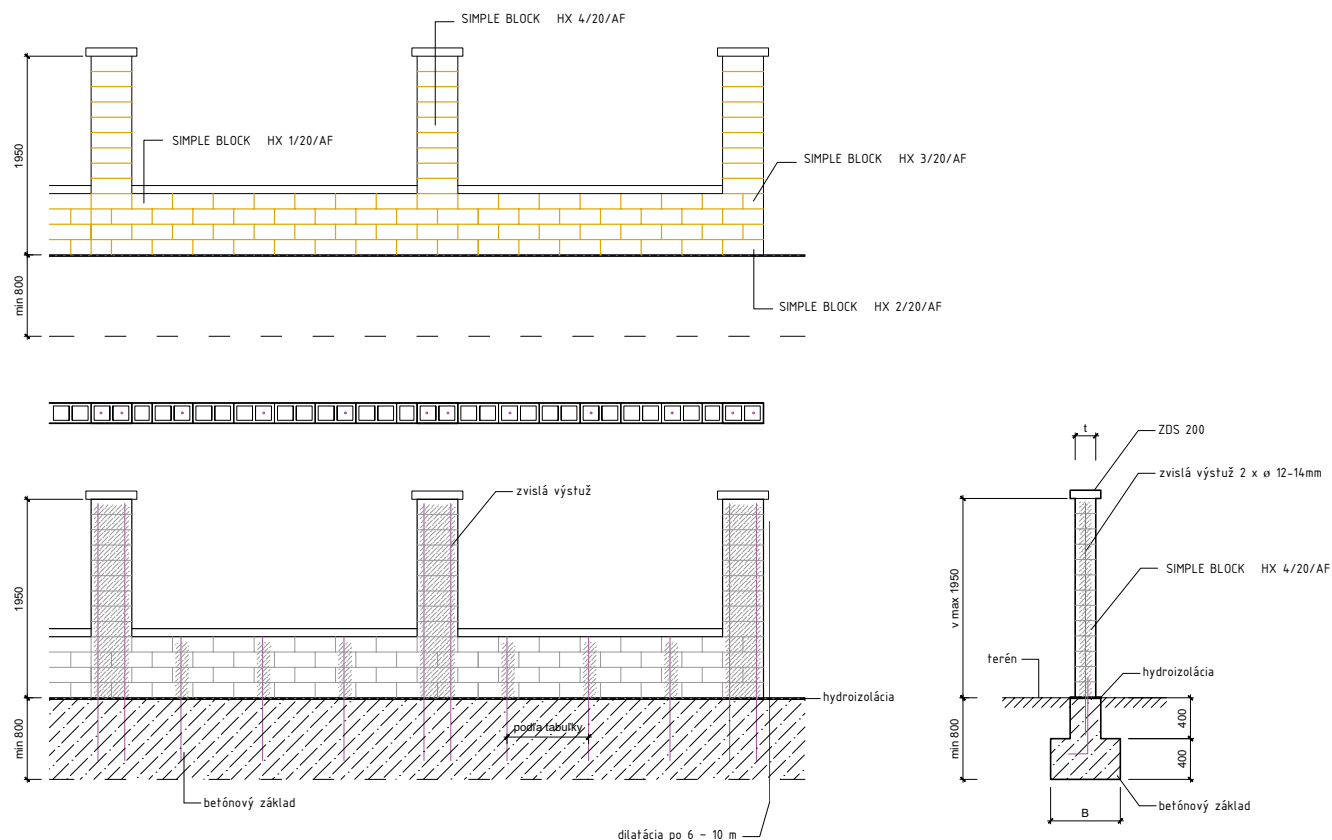 SIMPLE BLOCK HX 4/20/AF
1950
SIMPLE BLOCK HX 1/20/AF
SIMPLE BLOCK HX 3/20/AF
min 800
SIMPLE BLOCK HX 2/20/AF
zvislá výstuž
1950
hydroizolácia
min 800
podľa tabuľky
betónový základ
dilatácia po 6 - 10 m
t
ZDS 200
zvislá výstuž 2 x ø 12-14mm
SIMPLE BLOCK HX 4/20/AF
v max 1950
terén
hydroizolácia
min 800
400
400
betónový základ
B